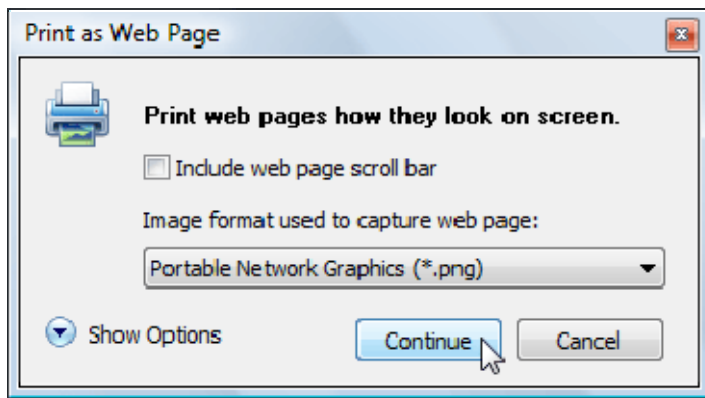 Print as Web Page
Print web pages how they look on screen.
Include web page scroll bar
Image format used to capture web page:
Portable Network Graphics (*.png)
Show Options
Continue
Cancel